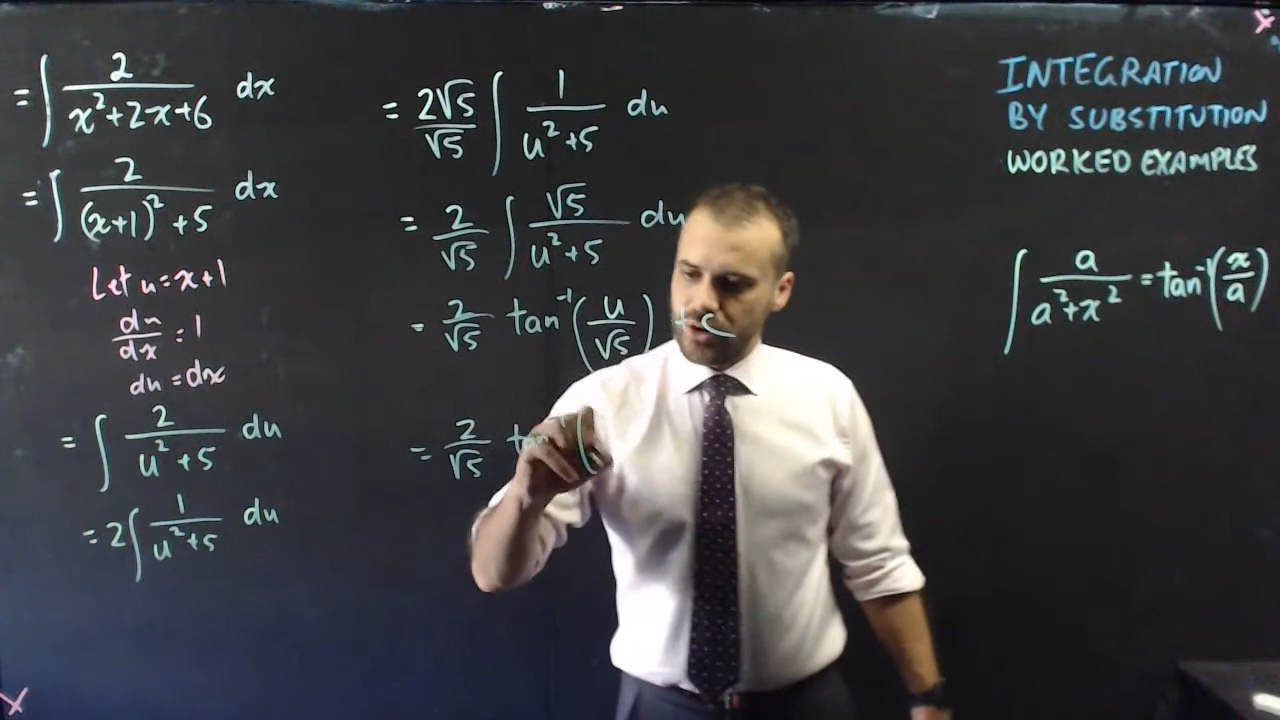 = ∫ 2/(x²+2x+6) dx
= ∫ 2/((x+1)²+5) dx
Let u=x+1
du/dx = 1
du = dx
= ∫ 2/(u²+5) du
= 2∫ 1/(u²+5) du
= 2√5/√5 ∫ 1/(u²+5) du
= 2/√5 ∫ √5/(u²+5) du
= 2/√5 tan⁻¹(u/√5) +c
= 2/√5 tan⁻¹(
INTEGRATION
BY SUBSTITUTION
WORKED EXAMPLES
∫ a/(a²+x²) = tan⁻¹(x/a)